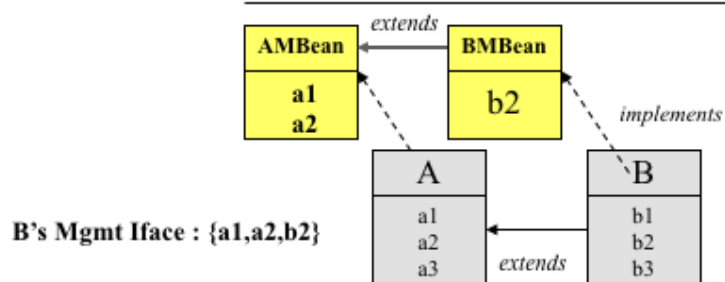 extends
AMBean
BMBean
a1
a2
b2
implements
A
B
a1
a2
a3
b1
b2
b3
B's Mgmt Iface : {a1,a2,b2}
extends